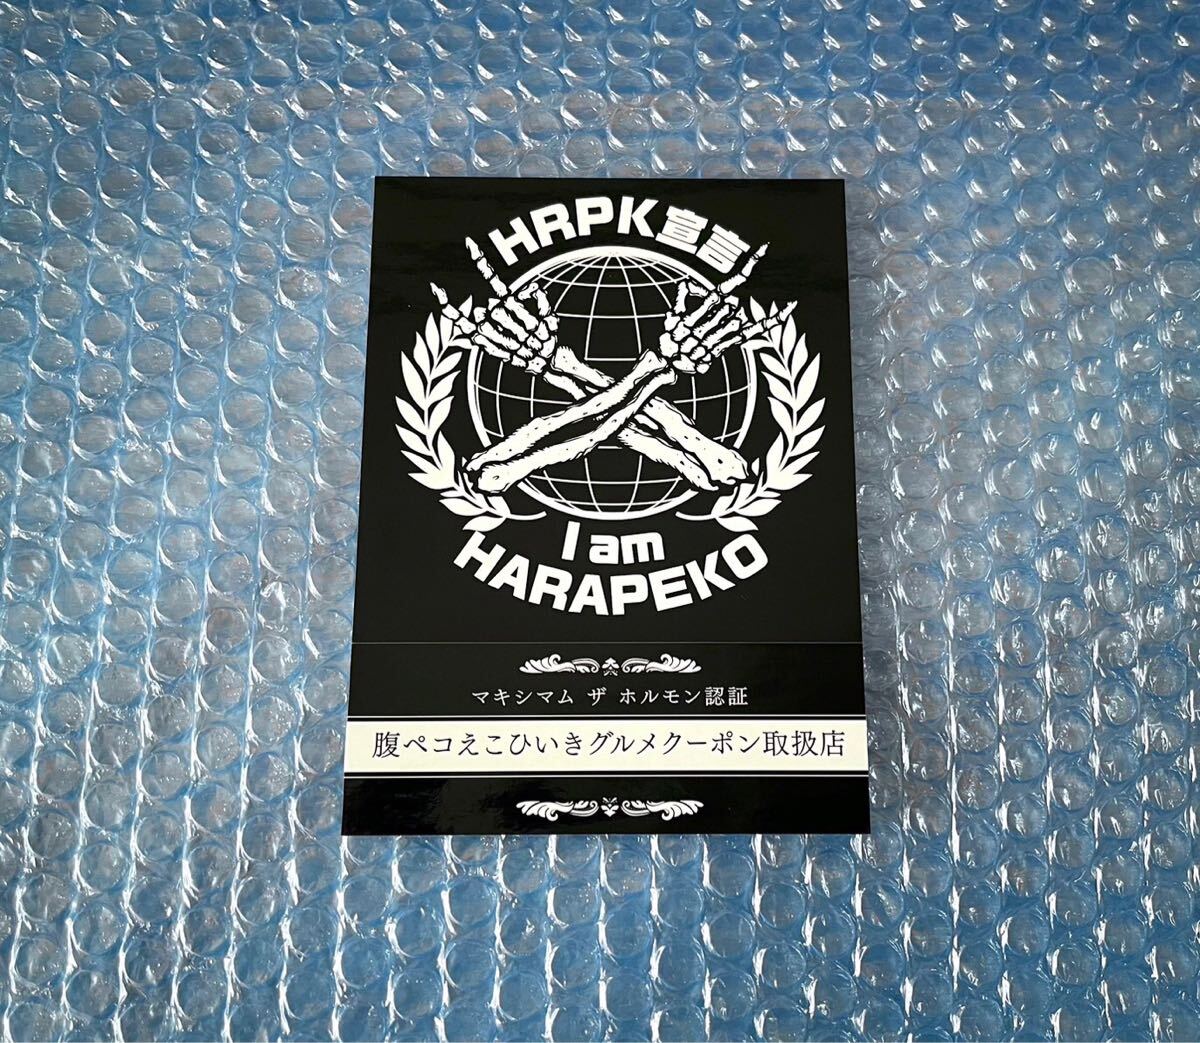 HRPK宣言
I am
HARAPEKO
マキシマム ザ ホルモン認証
腹ペコえこひいきグルメクーポン取扱店